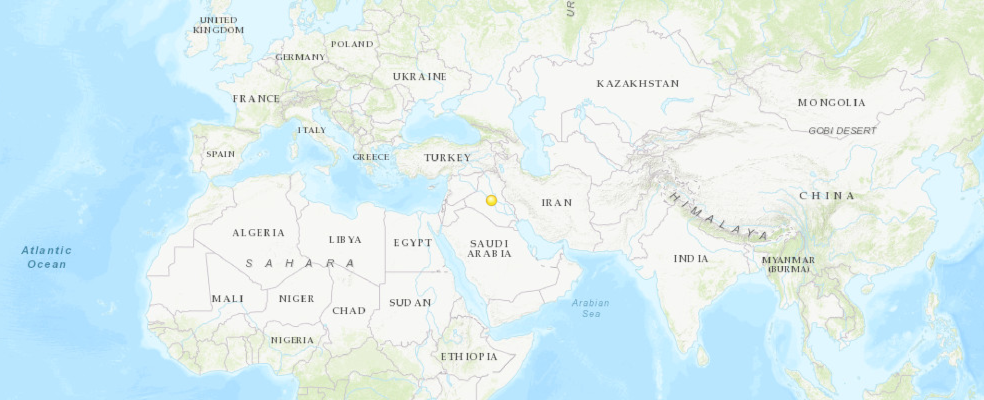 UR
UNITED
KINGDOM
POLAND
GERMANY
UKRAINE
KAZAKHSTAN
FRANCE
MONGOLIA
GOBI DESERT
ITALY
SPAIN
GREECE
TURKEY
CHINA
IRAN
HIMALAYA
ALGERIA
LIBYA
EGYPT
SAUDI
ARABIA
Atlantic
Ocean
SAHARA
INDIA
MYANMAR
(BURMA)
MALI
NIGER
CHAD
SUDAN
Arabian
Sea
NIGERIA
ETHIOPIA